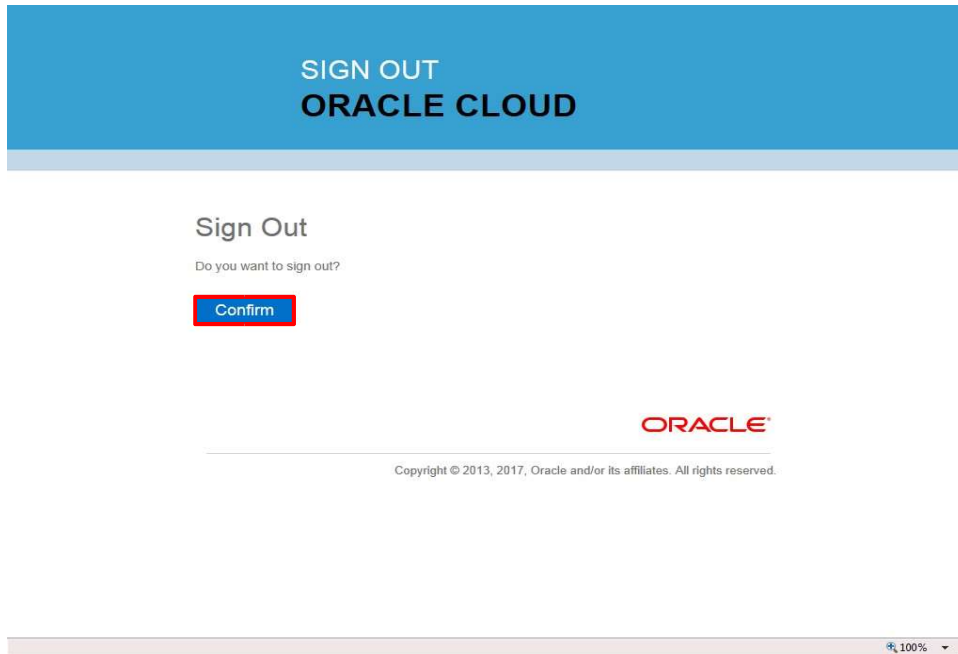 SIGN OUT
ORACLE CLOUD
Sign Out
Do you want to sign out?
Confirm
ORACLE
Copyright © 2013, 2017, Oracle and/or its affiliates. All rights reserved.
100%